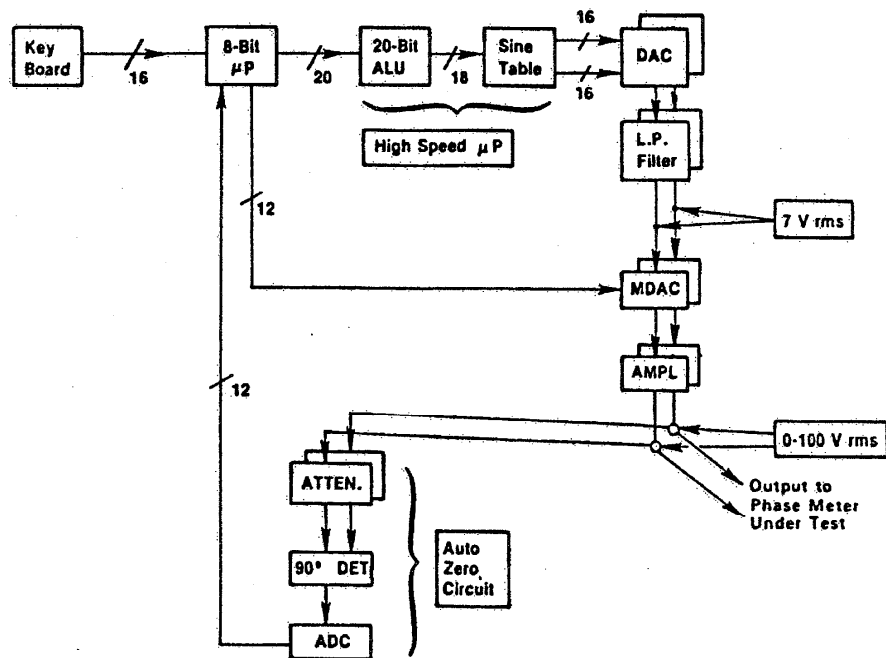 Key
Board
16
8-Bit
μP
20
20-Bit
ALU
18
Sine
Table
16
16
DAC
High Speed μP
L.P.
Filter
12
7 V rms
MDAC
12
AMPL
0-100 V rms
ATTEN.
Output to
Phase Meter
Under Test
90° DET
Auto
Zero
Circuit
ADC